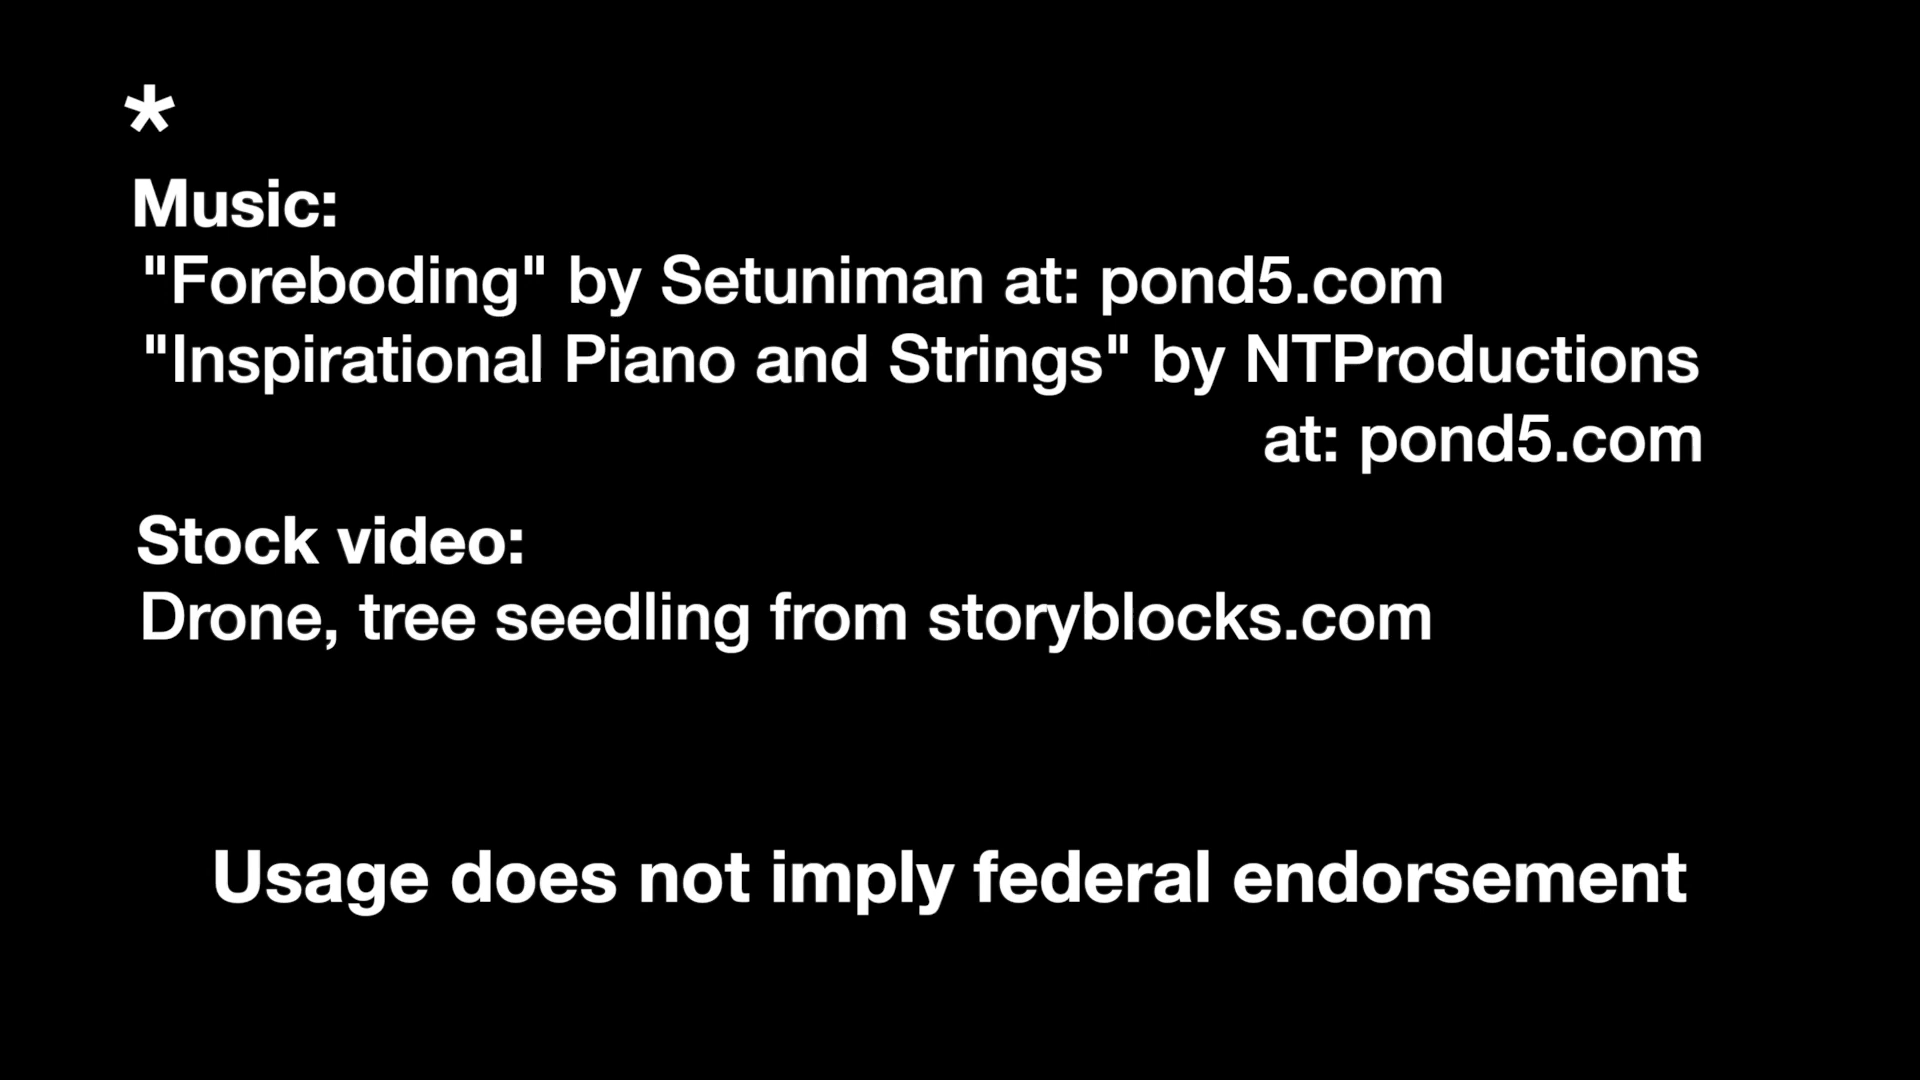 *
Music:
"Foreboding" by Setuniman at: pond5.com
"Inspirational Piano and Strings" by NTProductions
at: pond5.com
Stock video:
Drone, tree seedling from storyblocks.com
Usage does not imply federal endorsement